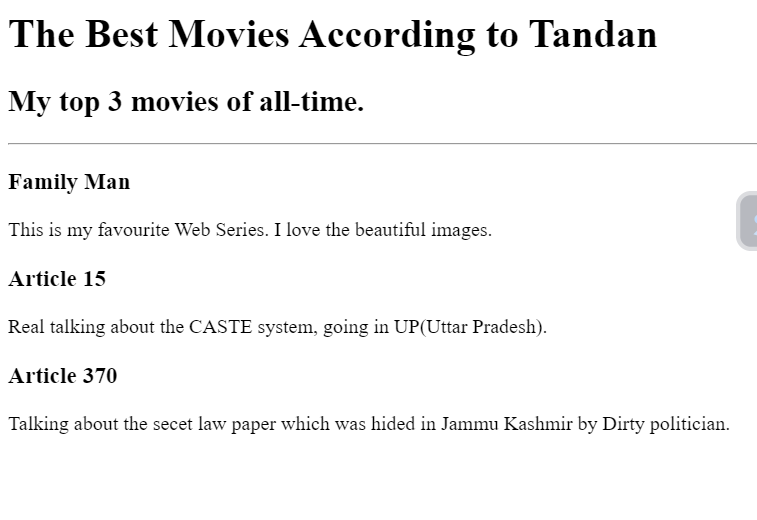 The Best Movies According to Tandan
My top 3 movies of all-time.
Family Man
This is my favourite Web Series. I love the beautiful images.
Article 15
Real talking about the CASTE system, going in UP(Uttar Pradesh).
Article 370
Talking about the secet law paper which was hided in Jammu Kashmir by Dirty politician.